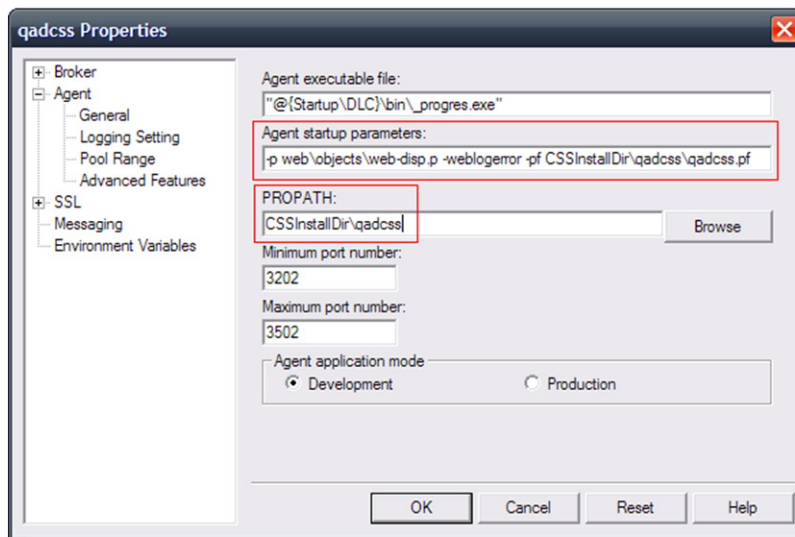 qadcss Properties
Broker
Agent
General
Logging Setting
Pool Range
Advanced Features
SSL
Messaging
Environment Variables
Agent executable file:
"@{Startup\DLC}\bin\_progres.exe"
Agent startup parameters:
-p web\objects\web-disp.p -weblogerror -pf CSSInstallDir\qadcss\qadcss.pf
PROPATH:
CSSInstallDir\qadcss
Browse
Minimum port number:
3202
Maximum port number:
3502
Agent application mode
Development Production
OK Cancel Reset Help